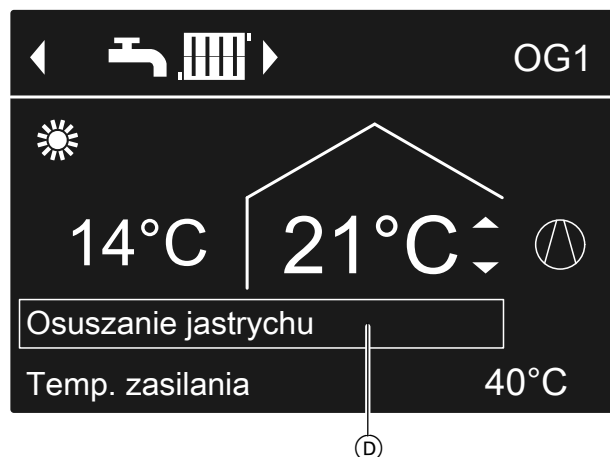 OG1
14°C 21°C
Osuszanie jastrychu
Temp. zasilania 40°C
D